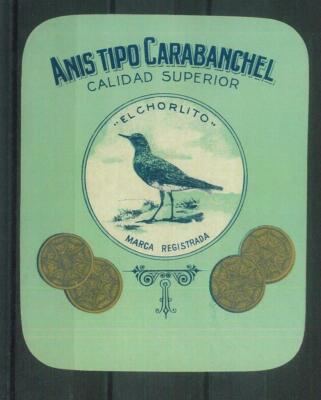 ANIS TIPO CARABANCHEL
CALIDAD SUPERIOR
"EL CHORLITO"
MARCA REGISTRADA